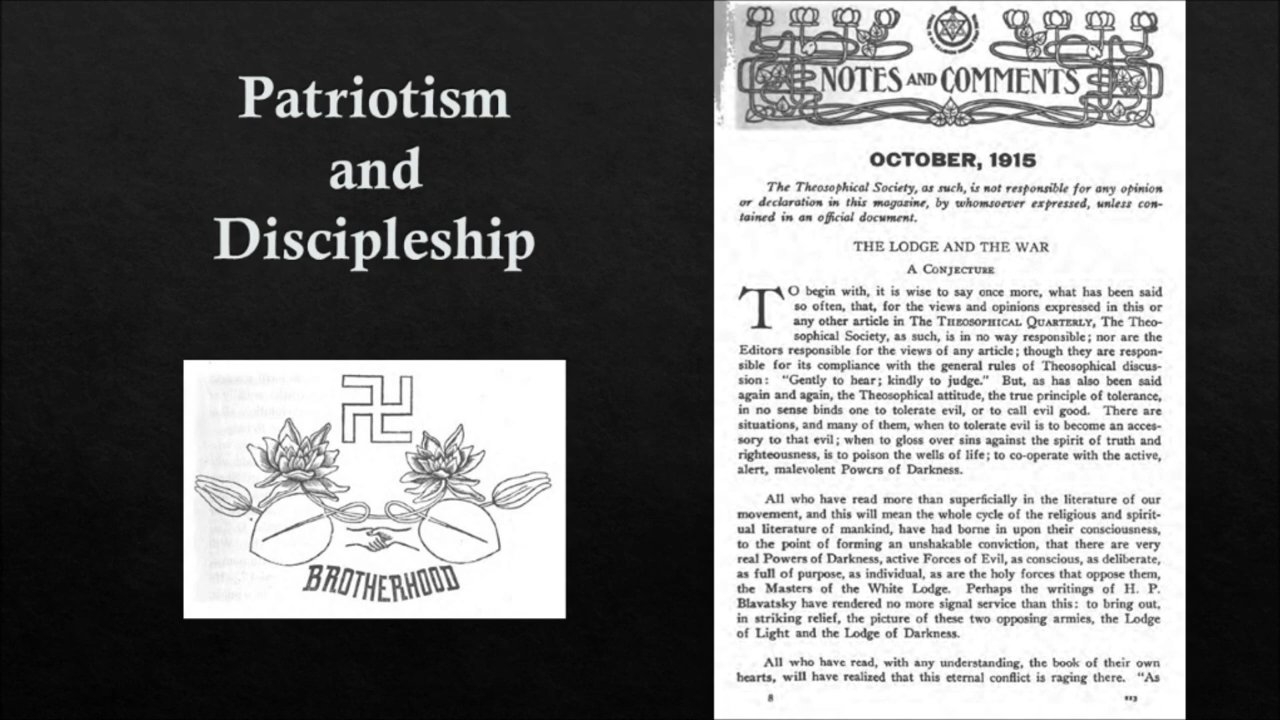 Patriotism
and
Discipleship
BROTHERHOOD
NOTES AND COMMENTS
OCTOBER, 1915
The Theosophical Society, as such, is not responsible for any opinion
or declaration in this magazine, by whomsoever expressed, unless con-
tained in an official document.
THE LODGE AND THE WAR
A CONJECTURE
TO begin with, it is wise to say once more, what has been said
so often, that, for the views and opinions expressed in this or
any other article in The THEOSOPHICAL QUARTERLY, The Theo-
sophical Society, as such, is in no way responsible; nor are the
Editors responsible for the views of any article; though they are respon-
sible for its compliance with the general rules of Theosophical discus-
sion: "Gently to hear; kindly to judge." But, as has also been said
again and again, the Theosophical attitude, the true principle of tolerance,
in no sense binds one to tolerate evil, or to call evil good. There are
situations, and many of them, when to tolerate evil is to become an acces-
sory to that evil; when to gloss over sins against the spirit of truth and
righteousness, is to poison the wells of life; to co-operate with the active,
alert, malevolent Powers of Darkness.
All who have read more than superficially in the literature of our
movement, and this will mean the whole cycle of the religious and spirit-
ual literature of mankind, have had borne in upon their consciousness,
to the point of forming an unshakable conviction, that there are very
real Powers of Darkness, active Forces of Evil, as conscious, as deliberate,
as full of purpose, as individual, as are the holy forces that oppose them,
the Masters of the White Lodge. Perhaps the writings of H. P.
Blavatsky have rendered no more signal service than this: to bring out,
in striking relief, the picture of these two opposing armies, the Lodge
of Light and the Lodge of Darkness.
All who have read, with any understanding, the book of their own
hearts, will have realized that this eternal conflict is raging there. "As
8 113